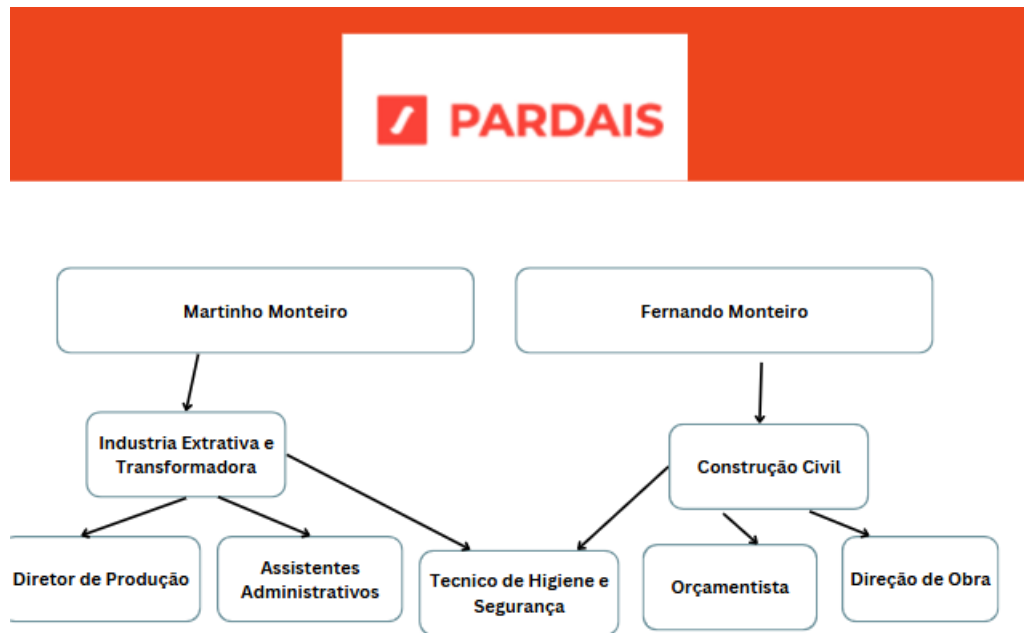 PARDAIS
Martinho Monteiro
Fernando Monteiro
Industria Extrativa e
Transformadora
Construção Civil
Diretor de Produção
Assistentes
Administrativos
Tecnico de Higiene e
Segurança
Orçamentista
Direção de Obra